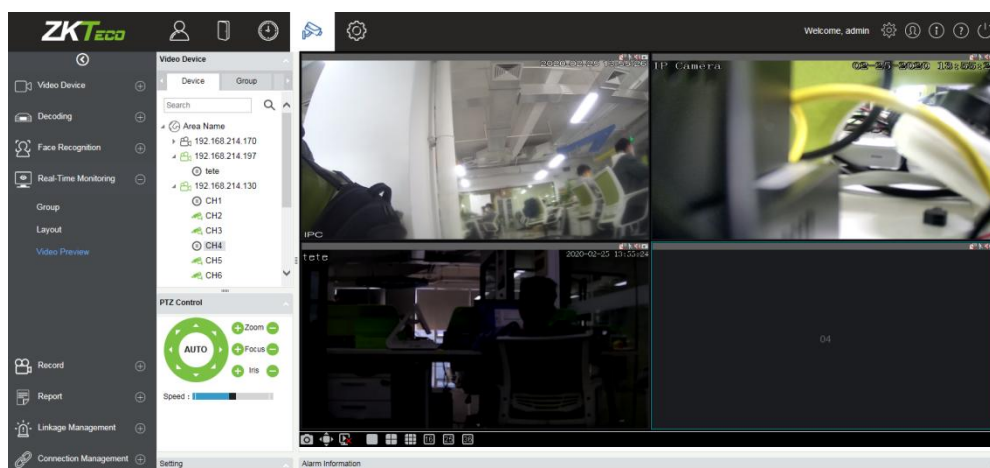 ZKTeco
Welcome, admin
Video Device
Decoding
Face Recognition
Real-Time Monitoring
Group
Layout
Video Preview
Record
Report
Linkage Management
Connection Management
Video Device
Device Group
Search
Area Name
192.168.214.170
192.168.214.197
tete
192.168.214.130
CH1
CH2
CH3
CH4
CH5
CH6
PTZ Control
AUTO
Zoom
Focus
Iris
Speed :
Setting
IPC
IP Camera
tete
2020-02-25 13:55:24
04
Alarm Information